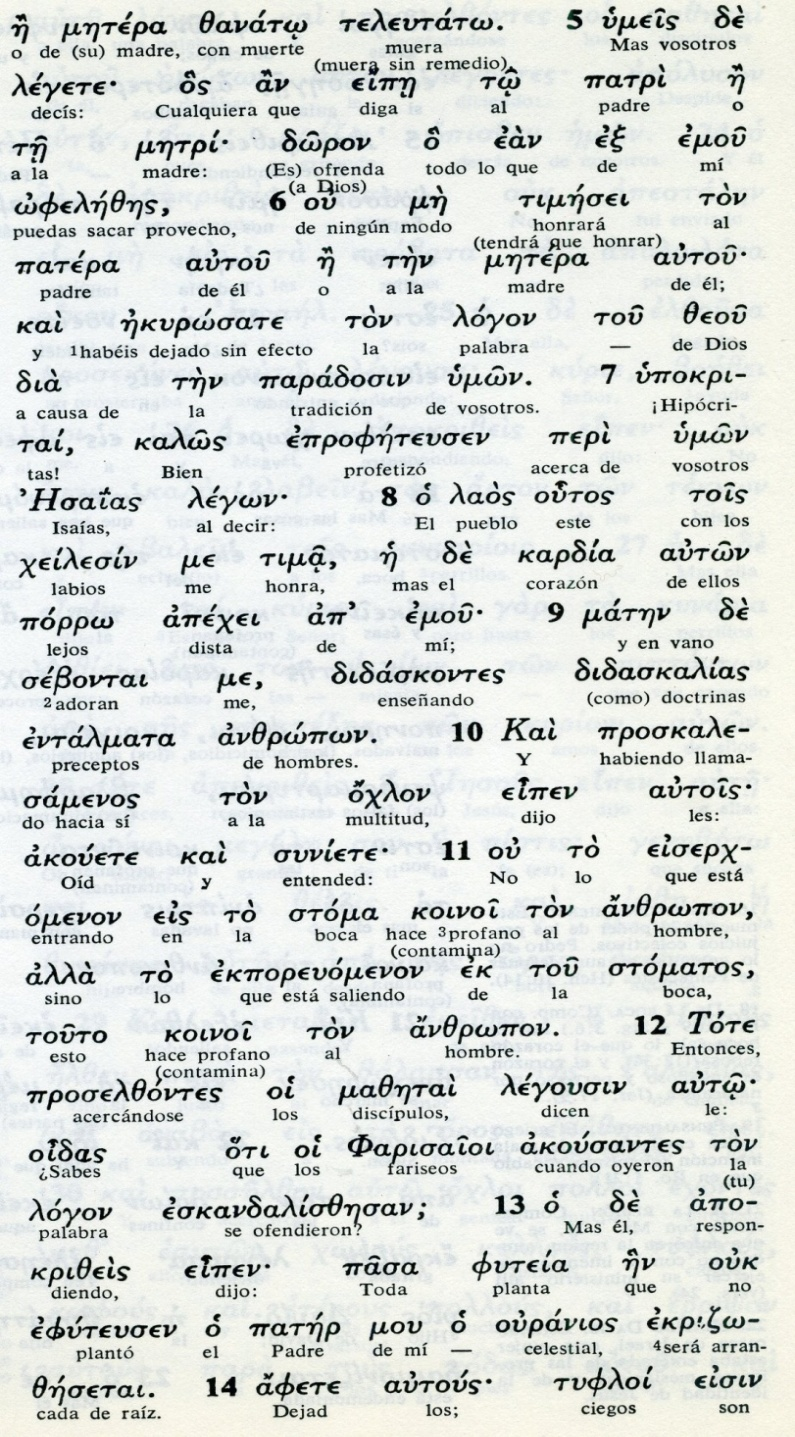 ἢ μητέρα θανάτῳ τελευτάτω. 5 ὑμεῖς δὲ
o de (su) madre, con muerte muera Mas vosotros
(muera sin remedio)
λέγετε· ὃς ἂν εἴπῃ τῷ πατρὶ ἢ
decís: Cualquiera que diga al padre o
τῇ μητρί· δῶρον ὃ ἐὰν ἐξ ἐμοῦ
a la madre: (Es) ofrenda todo lo que de mí
(a Dios)
ὠφελήθης, 6 οὐ μὴ τιμήσει τὸν
puedas sacar provecho, de ningún modo honrará al
(tendrá que honrar)
πατέρα αὐτοῦ ἢ τὴν μητέρα αὐτοῦ·
padre de él o a la madre de él;
καὶ ἠκυρώσατε τὸν λόγον τοῦ θεοῦ
y ¹habéis dejado sin efecto la palabra — de Dios
διὰ τὴν παράδοσιν ὑμῶν. 7 ὑποκρι-
a causa de la tradición de vosotros. ¡Hipócri-
ταί, καλῶς ἐπροφήτευσεν περὶ ὑμῶν
tas! Bien profetizó acerca de vosotros
Ἠσαΐας λέγων· 8 ὁ λαὸς οὗτος τοῖς
Isaías, al decir: El pueblo este con los
χείλεσίν με τιμᾷ, ἡ δὲ καρδία αὐτῶν
labios me honra, mas el corazón de ellos
πόρρω ἀπέχει ἀπ’ ἐμοῦ· 9 μάτην δὲ
lejos dista de mí; y en vano
σέβονταί με, διδάσκοντες διδασκαλίας
²adoran me, enseñando (como) doctrinas
ἐντάλματα ἀνθρώπων. 10 Καὶ προσκαλε-
preceptos de hombres. Y habiendo llama-
σάμενος τὸν ὄχλον εἶπεν αὐτοῖς·
do hacia sí a la multitud, dijo les:
ἀκούετε καὶ συνίετε· 11 οὐ τὸ εἰσερχ-
Oíd y entended: No lo que está
όμενον εἰς τὸ στόμα κοινοῖ τὸν ἄνθρωπον,
entrando en la boca hace ³profano al hombre,
(contamina)
ἀλλὰ τὸ ἐκπορευόμενον ἐκ τοῦ στόματος,
sino lo que está saliendo de la boca,
τοῦτο κοινοῖ τὸν ἄνθρωπον. 12 Τότε
esto hace profano al hombre. Entonces,
(contamina)
προσελθόντες οἱ μαθηταὶ λέγουσιν αὐτῷ·
acercándose los discípulos, dicen le:
οἶδας ὅτι οἱ Φαρισαῖοι ἀκούσαντες τὸν
¿Sabes que los fariseos cuando oyeron la
(tu)
λόγον ἐσκανδαλίσθησαν; 13 ὁ δὲ ἀπο-
palabra se ofendieron? Mas él, respon-
κριθεὶς εἶπεν· πᾶσα φυτεία ἣν οὐκ
diendo, dijo: Toda planta que no
ἐφύτευσεν ὁ πατήρ μου ὁ οὐράνιος ἐκριζω-
plantó el Padre de mí — celestial, ⁴será arran-
θήσεται. 14 ἄφετε αὐτούς· τυφλοί εἰσιν
cada de raíz. Dejad los; ciegos son